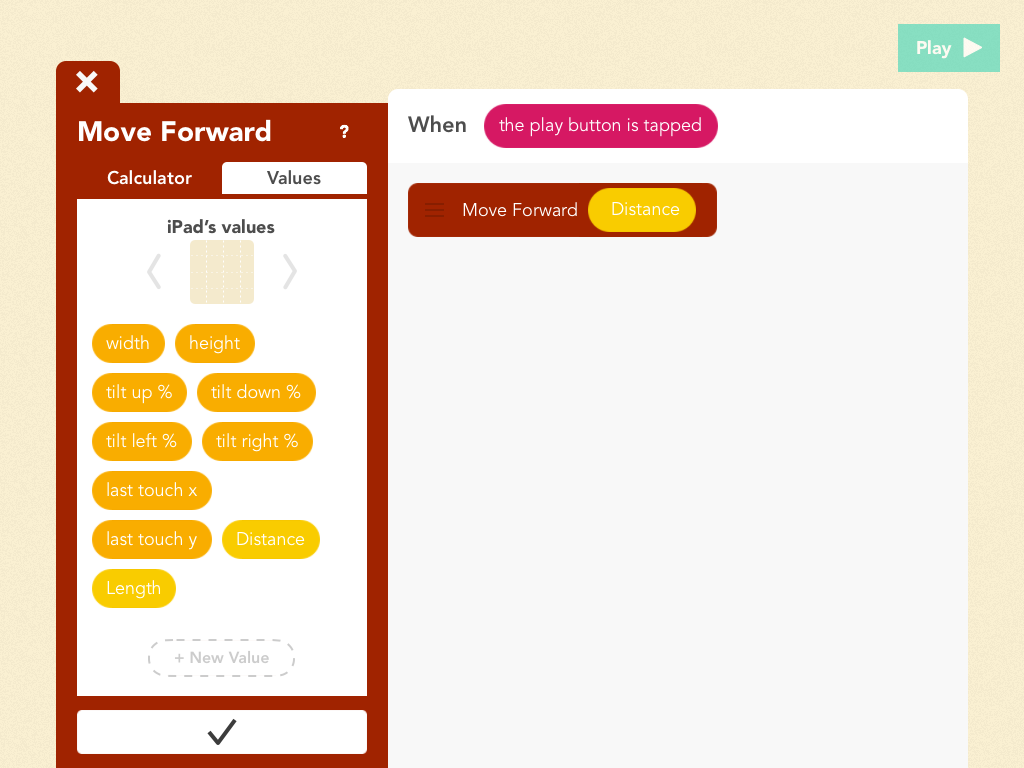 Play
Move Forward ?
Calculator Values
iPad’s values
width height
tilt up % tilt down %
tilt left % tilt right %
last touch x
last touch y Distance
Length
+ New Value
When the play button is tapped
Move Forward Distance